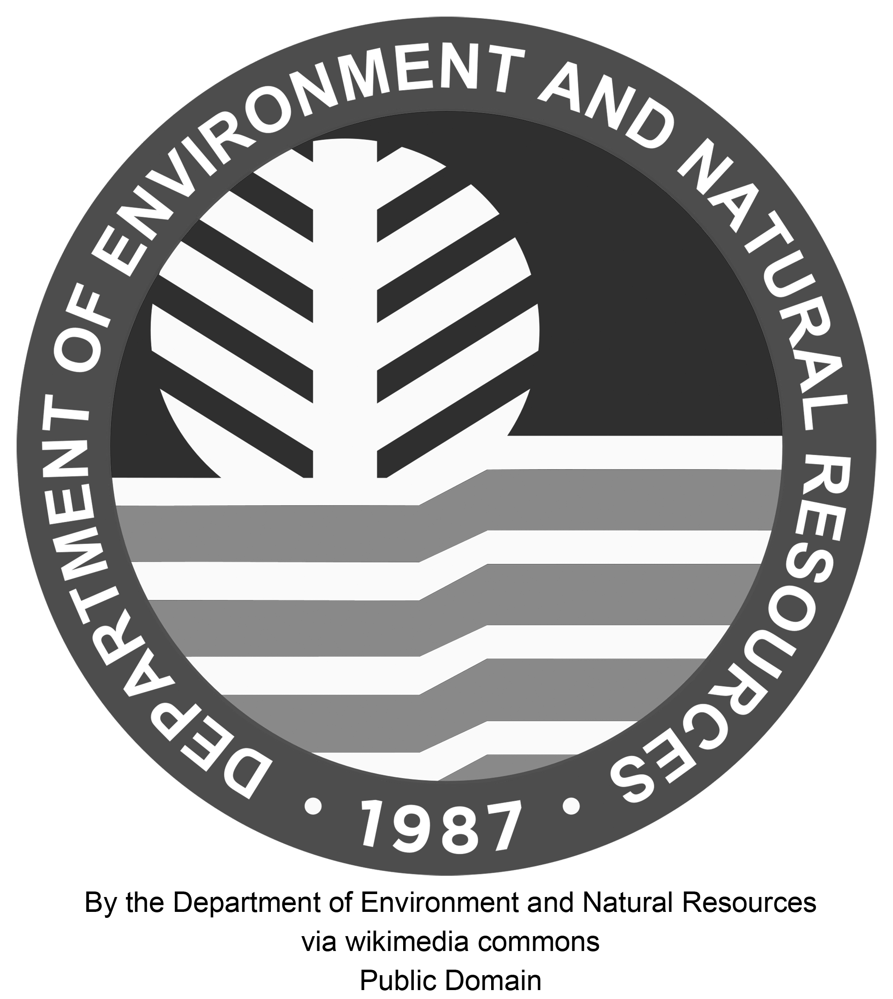 DEPARTMENT OF ENVIRONMENT AND NATURAL RESOURCES
• 1987 •
By the Department of Environment and Natural Resources
via wikimedia commons
Public Domain